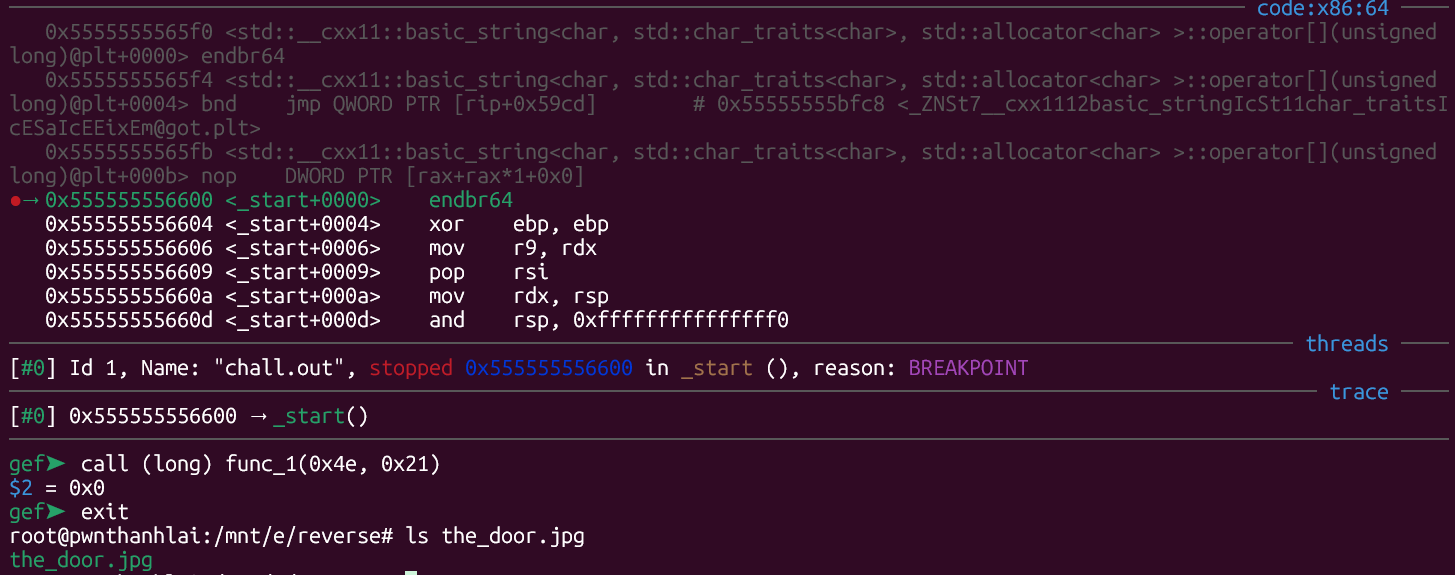 code:x86:64
0x5555555565f0 <std::__cxx11::basic_string<char, std::char_traits<char>, std::allocator<char> >::operator[](unsigned
long)@plt+0000> endbr64
0x5555555565f4 <std::__cxx11::basic_string<char, std::char_traits<char>, std::allocator<char> >::operator[](unsigned
long)@plt+0004> bnd    jmp QWORD PTR [rip+0x59cd]        # 0x55555555bfc8 <_ZNSt7__cxx1112basic_stringIcSt11char_traitsI
cESaIcEEixEm@got.plt>
0x5555555565fb <std::__cxx11::basic_string<char, std::char_traits<char>, std::allocator<char> >::operator[](unsigned
long)@plt+000b> nop    DWORD PTR [rax+rax*1+0x0]
●→ 0x555555556600 <_start+0000>    endbr64
0x555555556604 <_start+0004>    xor    ebp, ebp
0x555555556606 <_start+0006>    mov    r9, rdx
0x555555556609 <_start+0009>    pop    rsi
0x55555555660a <_start+000a>    mov    rdx, rsp
0x55555555660d <_start+000d>    and    rsp, 0xfffffffffffffff0
threads
[#0] Id 1, Name: "chall.out", stopped 0x555555556600 in _start (), reason: BREAKPOINT
trace
[#0] 0x555555556600 → _start()
gef➤ call (long) func_1(0x4e, 0x21)
$2 = 0x0
gef➤ exit
root@pwnthanhlai:/mnt/e/reverse# ls the_door.jpg
the_door.jpg